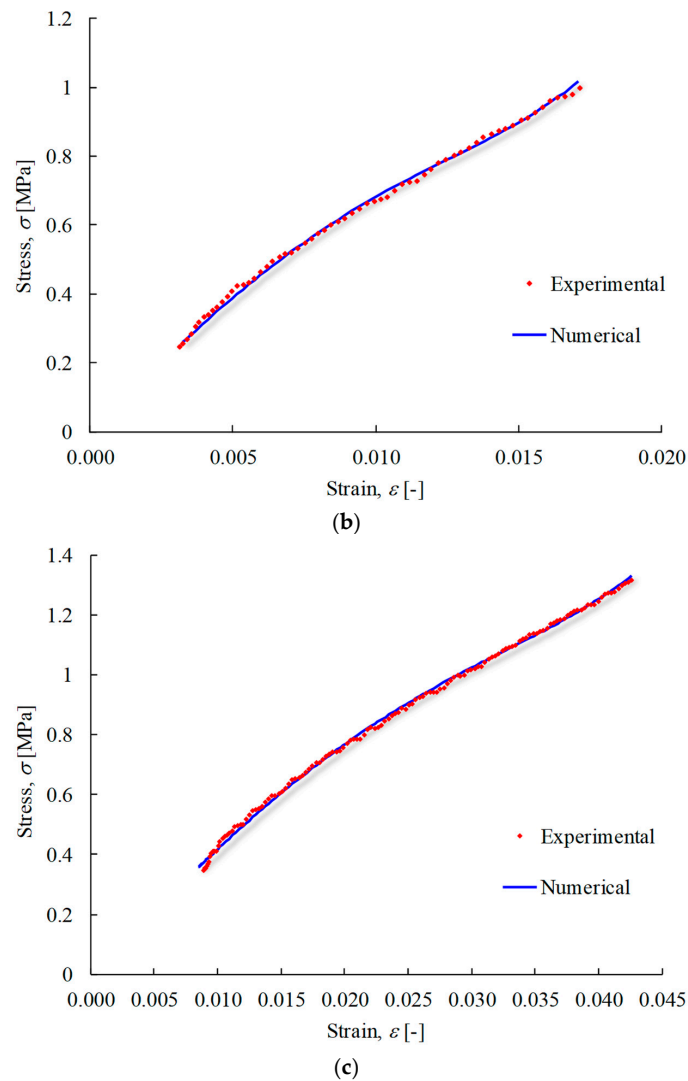 1.2
1
0.8
0.6
0.4
0.2
0
Stress, σ [MPa]
Experimental
Numerical
0.000 0.005 0.010 0.015 0.020
Strain, ε [-]
(b)
1.4
1.2
1
0.8
0.6
0.4
0.2
0
Stress, σ [MPa]
Experimental
Numerical
0.000 0.005 0.010 0.015 0.020 0.025 0.030 0.035 0.040 0.045
Strain, ε [-]
(c)